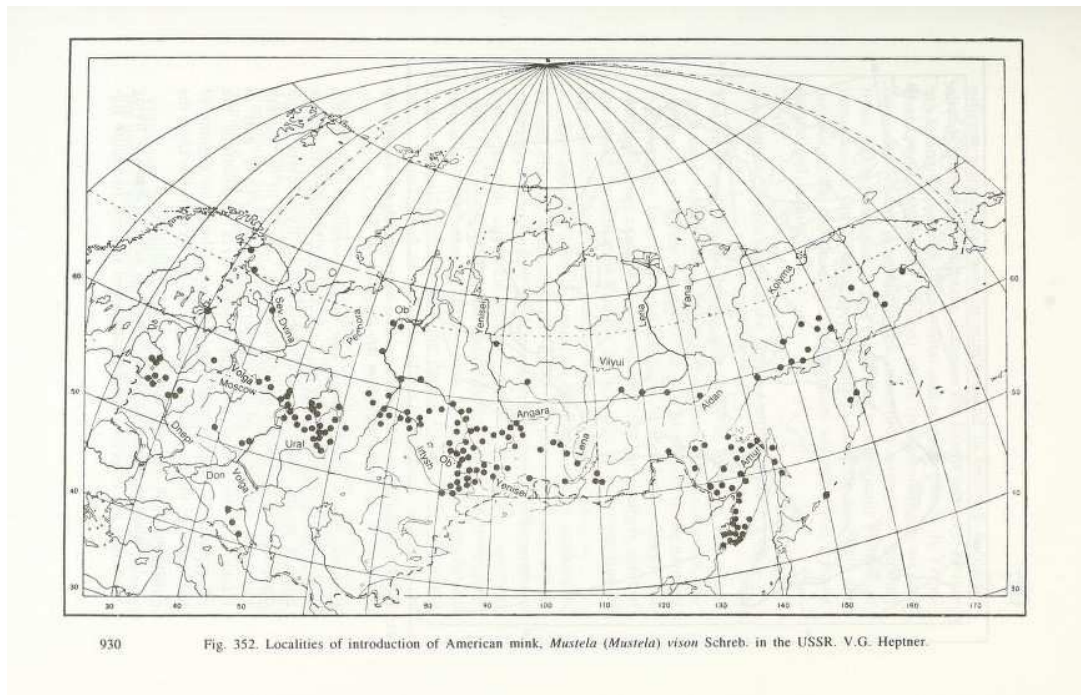 60
Sev. Dvina
Pechora
Ob
Yenisei
Lena
Yana
Kolyma
60
50
Volga
Moscow
Vilyui
Aldan
50
Dnepr
Ural
Irtysh
Ob
Angara
Lena
Amur
40
Don
Volga
Yenisei
40
30
30
30 40 50 80 90 100 110 120 130 140 150 160 170
930 Fig. 352. Localities of introduction of American mink, Mustela (Mustela) vison Schreb. in the USSR. V.G. Heptner.